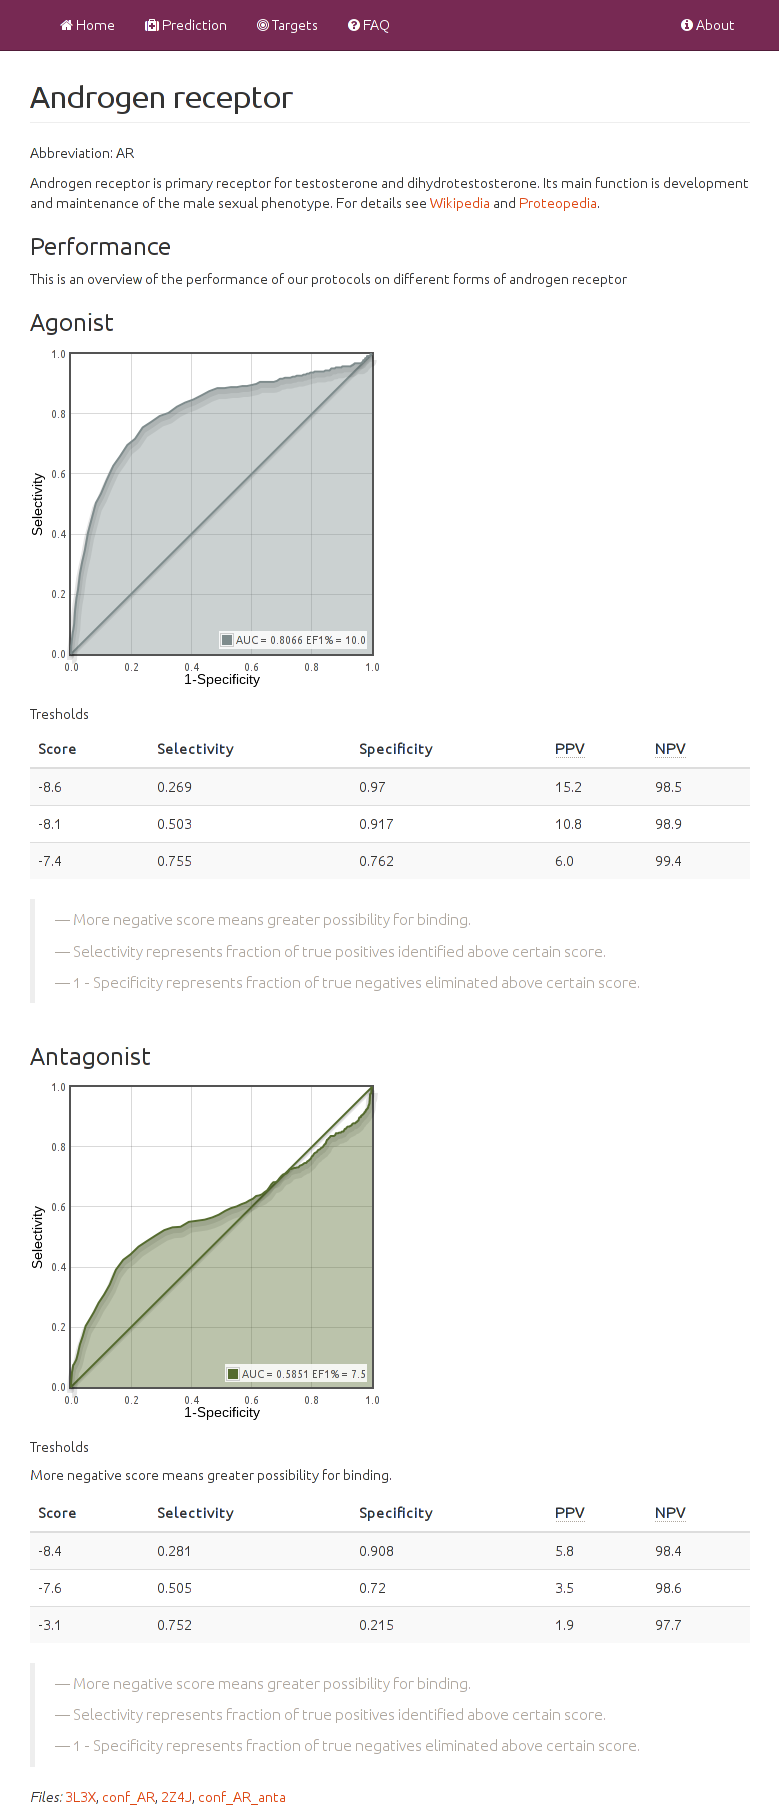 Home Prediction Targets FAQ About
Androgen receptor
Abbreviation: AR
Androgen receptor is primary receptor for testosterone and dihydrotestosterone. Its main function is development
and maintenance of the male sexual phenotype. For details see Wikipedia and Proteopedia.
Performance
This is an overview of the performance of our protocols on different forms of androgen receptor
Agonist
1.0
0.8
0.6
Selectivity
0.4
0.2
AUC = 0.8066 EF1% = 10.0
0.0
0.0 0.2 0.4 0.6 0.8 1.0
1-Specificity
Tresholds
Score Selectivity Specificity PPV NPV
-8.6 0.269 0.97 15.2 98.5
-8.1 0.503 0.917 10.8 98.9
-7.4 0.755 0.762 6.0 99.4
— More negative score means greater possibility for binding.
— Selectivity represents fraction of true positives identified above certain score.
— 1 - Specificity represents fraction of true negatives eliminated above certain score.
Antagonist
1.0
0.8
0.6
Selectivity
0.4
0.2
AUC = 0.5851 EF1% = 7.5
0.0
0.0 0.2 0.4 0.6 0.8 1.0
1-Specificity
Tresholds
More negative score means greater possibility for binding.
Score Selectivity Specificity PPV NPV
-8.4 0.281 0.908 5.8 98.4
-7.6 0.505 0.72 3.5 98.6
-3.1 0.752 0.215 1.9 97.7
— More negative score means greater possibility for binding.
— Selectivity represents fraction of true positives identified above certain score.
— 1 - Specificity represents fraction of true negatives eliminated above certain score.
Files: 3L3X, conf_AR, 2Z4J, conf_AR_anta